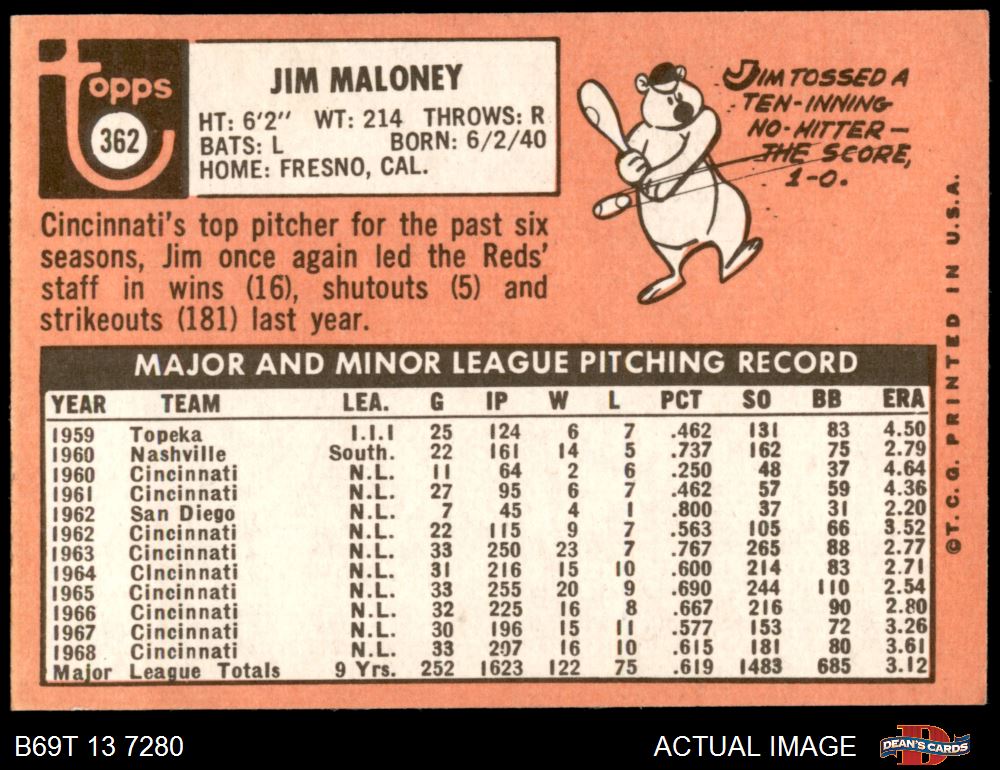 Topps
362
JIM MALONEY
HT: 6'2" WT: 214 THROWS: R
BATS: L BORN: 6/2/40
HOME: FRESNO, CAL.
JIM TOSSED A
TEN-INNING
NO-HITTER—
THE SCORE,
1-0.
Cincinnati's top pitcher for the past six
seasons, Jim once again led the Reds'
staff in wins (16), shutouts (5) and
strikeouts (181) last year.
MAJOR AND MINOR LEAGUE PITCHING RECORD
YEAR TEAM LEA. G IP W L PCT SO BB ERA
1959 Topeka I.I.I 25 124 6 7 .462 131 83 4.50
1960 Nashville South. 22 161 14 5 .737 162 75 2.79
1960 Cincinnati N.L. 11 64 2 6 .250 48 37 4.64
1961 Cincinnati N.L. 27 95 6 7 .462 57 59 4.36
1962 San Diego N.L. 7 45 4 1 .800 37 31 2.20
1962 Cincinnati N.L. 22 115 9 7 .563 105 66 3.52
1963 Cincinnati N.L. 33 250 23 7 .767 265 88 2.77
1964 CIncinnati N.L. 31 216 15 10 .600 214 83 2.71
1965 Cincinnati N.L. 33 255 20 9 .690 244 110 2.54
1966 Cincinnati N.L. 32 225 16 8 .667 216 90 2.80
1967 Cincinnati N.L. 30 196 15 11 .577 153 72 3.26
1968 Cincinnati N.L. 33 207 16 10 .615 181 80 3.61
Major League Totals 9 Yrs. 252 1623 122 75 .619 1483 685 3.12
©T.C.G. PRINTED IN U.S.A.
B69T 13 7280
ACTUAL IMAGE
D
DEAN'S CARDS